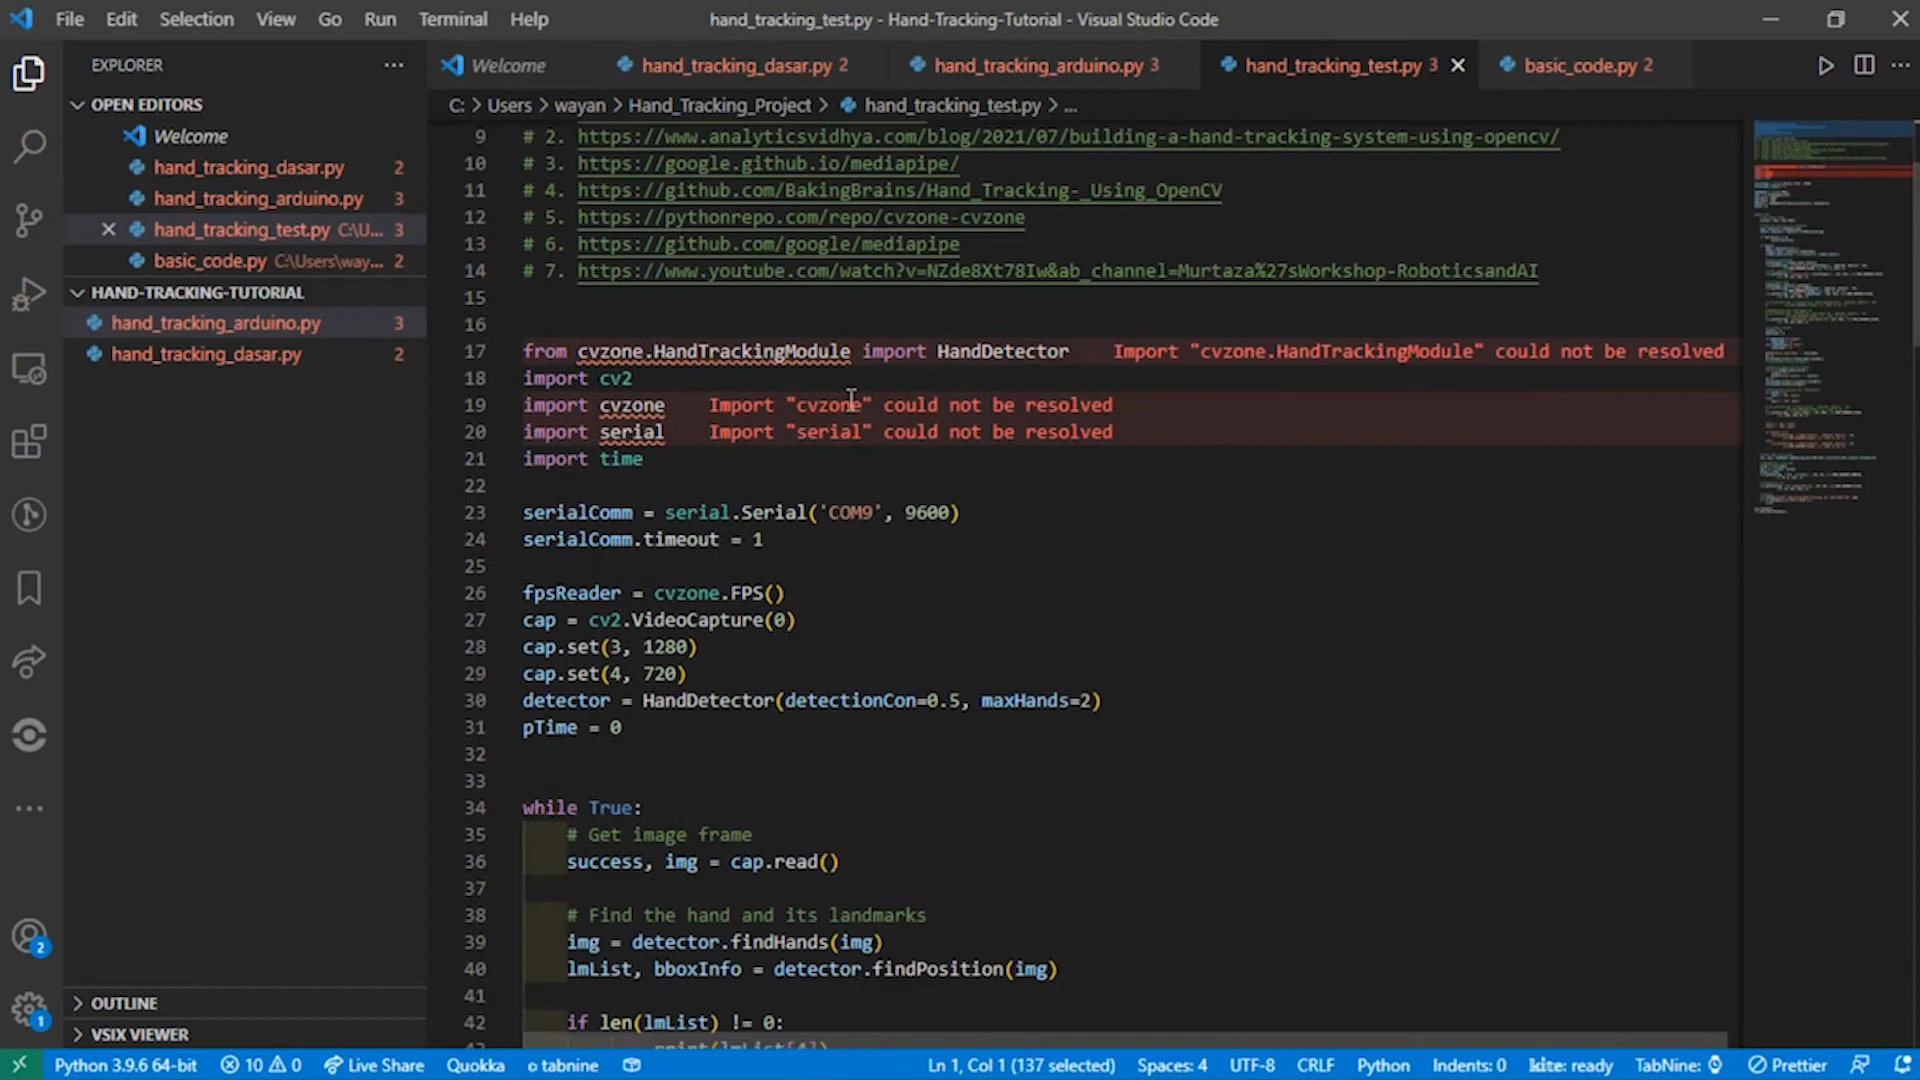 File Edit Selection View Go Run Terminal Help
hand_tracking_test.py - Hand-Tracking-Tutorial - Visual Studio Code
EXPLORER
OPEN EDITORS
Welcome
hand_tracking_dasar.py 2
hand_tracking_arduino.py 3
hand_tracking_test.py C:\U... 3
basic_code.py C:\Users\way... 2
HAND-TRACKING-TUTORIAL
hand_tracking_arduino.py 3
hand_tracking_dasar.py 2
OUTLINE
VSIX VIEWER
2
1
Welcome hand_tracking_dasar.py 2 hand_tracking_arduino.py 3 hand_tracking_test.py 3 basic_code.py 2
C: > Users > wayan > Hand_Tracking_Project > hand_tracking_test.py > ...
9 # 2. https://www.analyticsvidhya.com/blog/2021/07/building-a-hand-tracking-system-using-opencv/
10 # 3. https://google.github.io/mediapipe/
11 # 4. https://github.com/BakingBrains/Hand_Tracking-_Using_OpenCV
12 # 5. https://pythonrepo.com/repo/cvzone-cvzone
13 # 6. https://github.com/google/mediapipe
14 # 7. https://www.youtube.com/watch?v=NZde8Xt78Iw&ab_channel=Murtaza%27sWorkshop-RoboticsandAI
15
16
17 from cvzone.HandTrackingModule import HandDetector Import "cvzone.HandTrackingModule" could not be resolved
18 import cv2
19 import cvzone Import "cvzone" could not be resolved
20 import serial Import "serial" could not be resolved
21 import time
22
23 serialComm = serial.Serial('COM9', 9600)
24 serialComm.timeout = 1
25
26 fpsReader = cvzone.FPS()
27 cap = cv2.VideoCapture(0)
28 cap.set(3, 1280)
29 cap.set(4, 720)
30 detector = HandDetector(detectionCon=0.5, maxHands=2)
31 pTime = 0
32
33
34 while True:
35 # Get image frame
36 success, img = cap.read()
37
38 # Find the hand and its landmarks
39 img = detector.findHands(img)
40 lmList, bboxInfo = detector.findPosition(img)
41
42 if len(lmList) != 0:
43 print(lmList[4])
Python 3.9.6 64-bit 10 0 Live Share Quokka tabnine Ln 1, Col 1 (137 selected) Spaces: 4 UTF-8 CRLF Python Indents: 0 kite: ready TabNine: Prettier